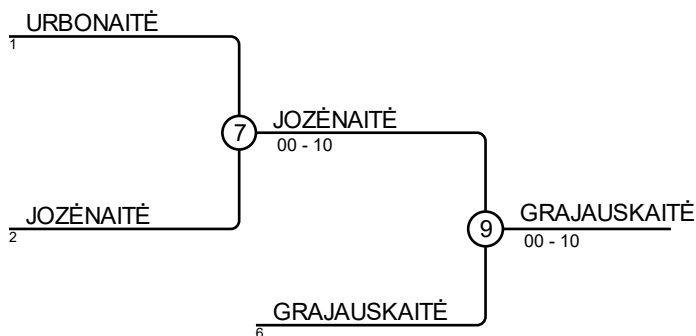 URBONAITĖ
1
7
JOZĖNAITĖ
00 - 10
JOZĖNAITĖ
2
9
GRAJAUSKAITĖ
00 - 10
GRAJAUSKAITĖ
6